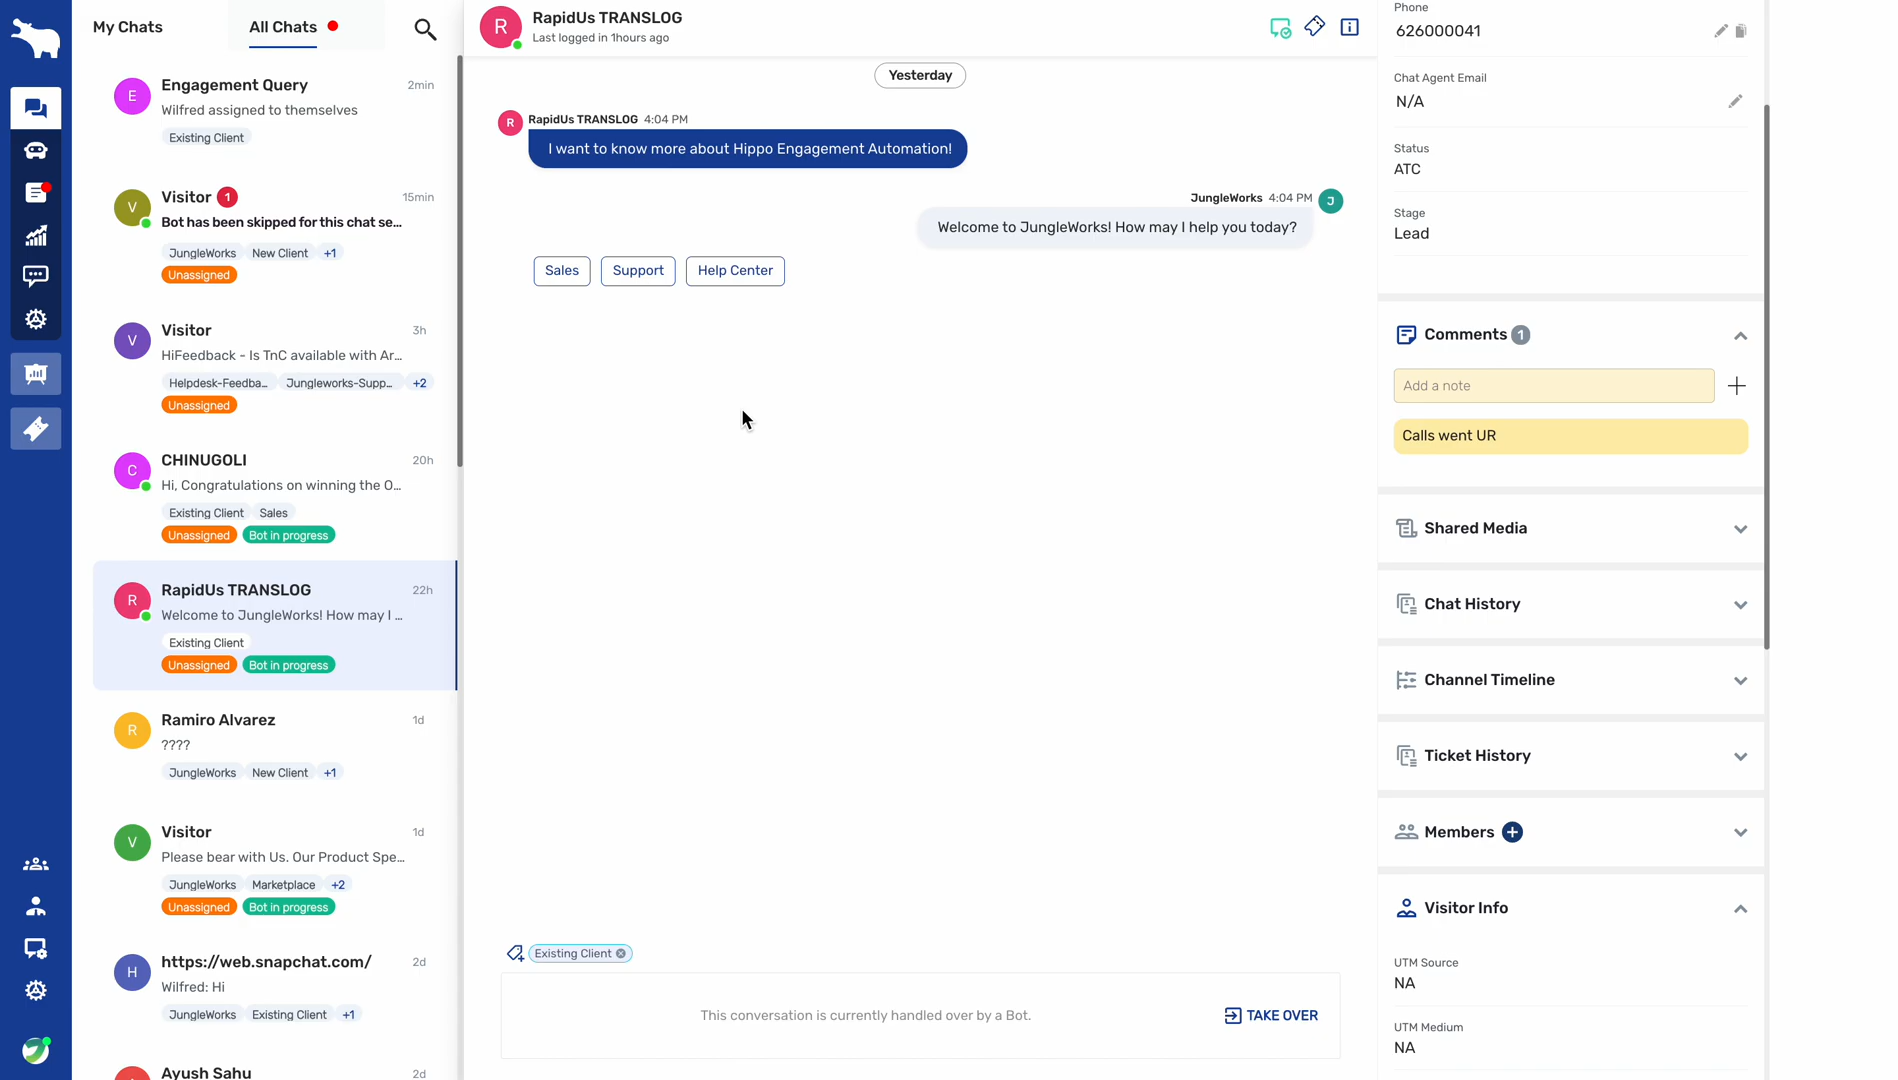 My Chats
All Chats
E
Engagement Query
2min
Wilfred assigned to themselves
Existing Client
V
Visitor
1
15min
Bot has been skipped for this chat se...
JungleWorks
New Client
+1
Unassigned
V
Visitor
3h
HiFeedback - Is TnC available with Ar...
Helpdesk-Feedba...
Jungleworks-Supp...
+2
Unassigned
C
CHINUGOLI
20h
Hi, Congratulations on winning the O...
Existing Client
Sales
Unassigned
Bot in progress
R
RapidUs TRANSLOG
22h
Welcome to JungleWorks! How may I ...
Existing Client
Unassigned
Bot in progress
R
Ramiro Alvarez
1d
????
JungleWorks
New Client
+1
V
Visitor
1d
Please bear with Us. Our Product Spe...
JungleWorks
Marketplace
+2
Unassigned
Bot in progress
H
https://web.snapchat.com/
2d
Wilfred: Hi
JungleWorks
Existing Client
+1
Ayush Sahu
2d
R
RapidUs TRANSLOG
Last logged in 1hours ago
Yesterday
R
RapidUs TRANSLOG 4:04 PM
I want to know more about Hippo Engagement Automation!
JungleWorks 4:04 PM
J
Welcome to JungleWorks! How may I help you today?
Sales
Support
Help Center
Existing Client
This conversation is currently handled over by a Bot.
TAKE OVER
Phone
626000041
Chat Agent Email
N/A
Status
ATC
Stage
Lead
Comments 1
Add a note
Calls went UR
Shared Media
Chat History
Channel Timeline
Ticket History
Members
Visitor Info
UTM Source
NA
UTM Medium
NA